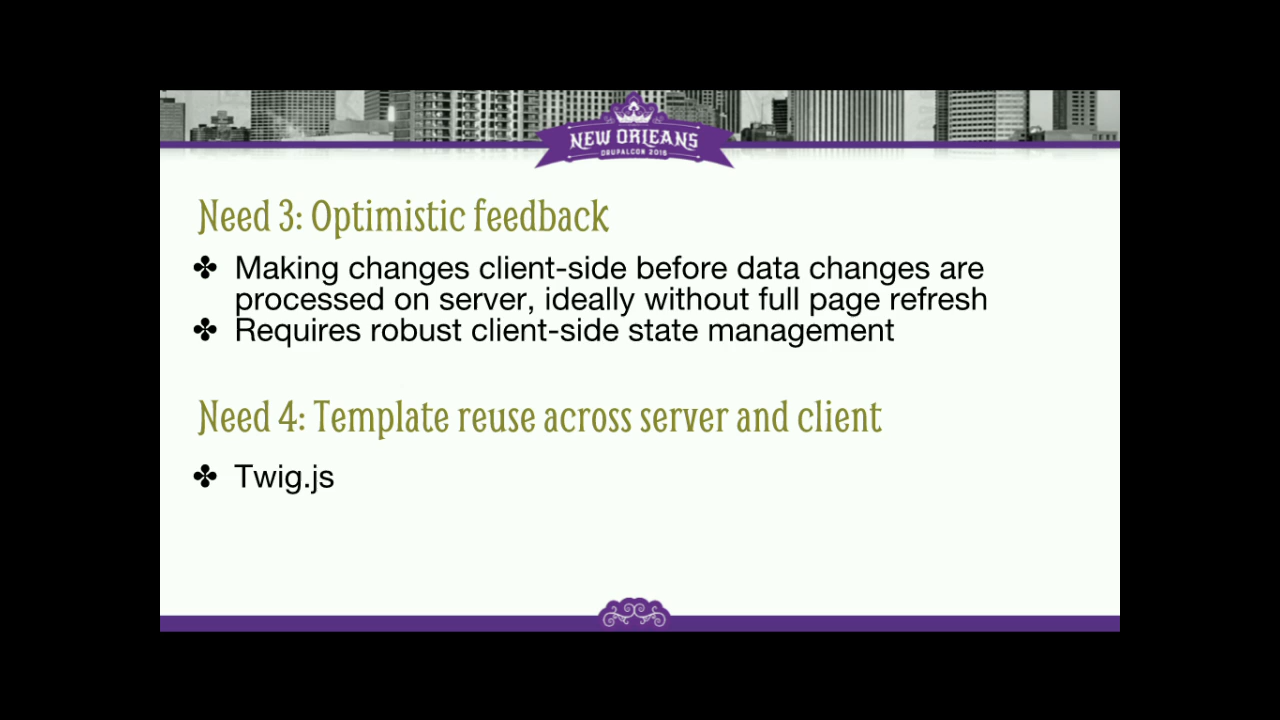 NEW ORLEANS
DRUPALCON 2016
Need 3: Optimistic feedback
Making changes client-side before data changes are
processed on server, ideally without full page refresh
Requires robust client-side state management
Need 4: Template reuse across server and client
Twig.js